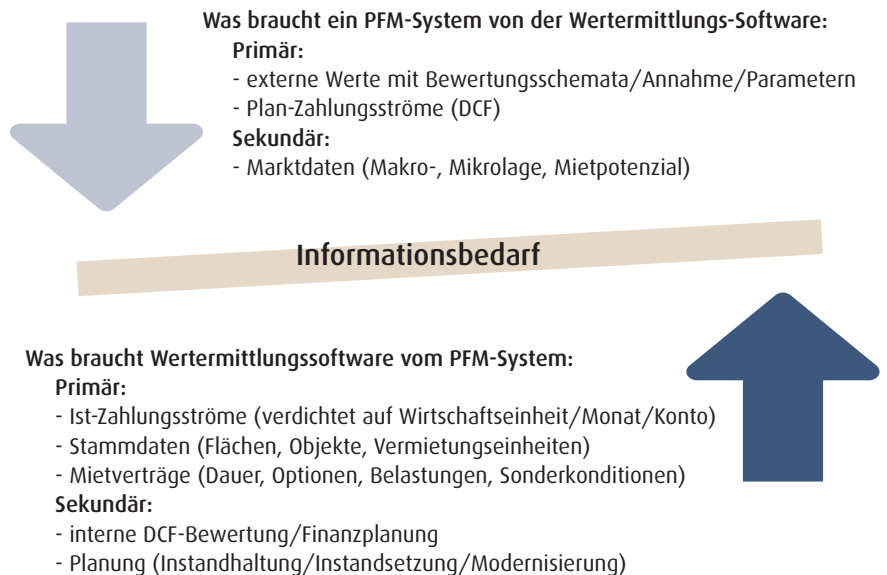 Was braucht ein PFM-System von der Wertermittlungs-Software:
Primär:
- externe Werte mit Bewertungsschemata/Annahme/Parametern
- Plan-Zahlungsströme (DCF)
Sekundär:
- Marktdaten (Makro-, Mikrolage, Mietpotenzial)
Informationsbedarf
Was braucht Wertermittlungssoftware vom PFM-System:
Primär:
- Ist-Zahlungsströme (verdichtet auf Wirtschaftseinheit/Monat/Konto)
- Stammdaten (Flächen, Objekte, Vermietungseinheiten)
- Mietverträge (Dauer, Optionen, Belastungen, Sonderkonditionen)
Sekundär:
- interne DCF-Bewertung/Finanzplanung
- Planung (Instandhaltung/Instandsetzung/Modernisierung)